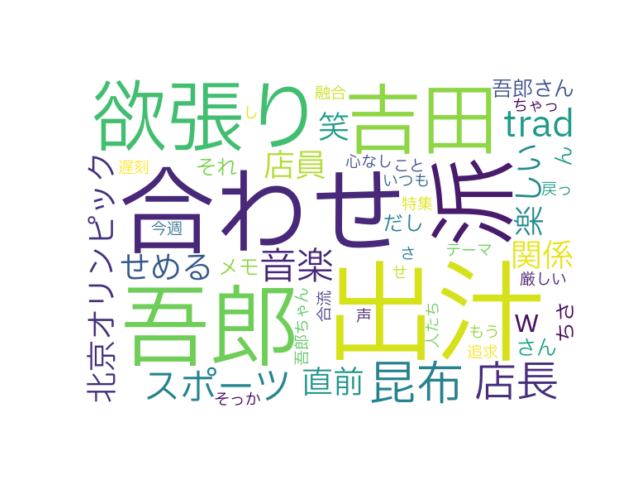 欲張り
吉田
吾郎さん
ちゃっ
融合
し
笑
trad
遅刻
それ
店員
心なし
こと
いつも
ん
戻っ
楽しい
合わせ
派
特集
今週
だし
北京オリンピック
せめる
メモ
音楽
さ
せ
テーマ
関係
厳しい
吾郎
出汁
吾郎ちゃん
合流
声
人たち
w
もう
追求
さん
ちさ
スポーツ
そっか
直前
昆布
店長